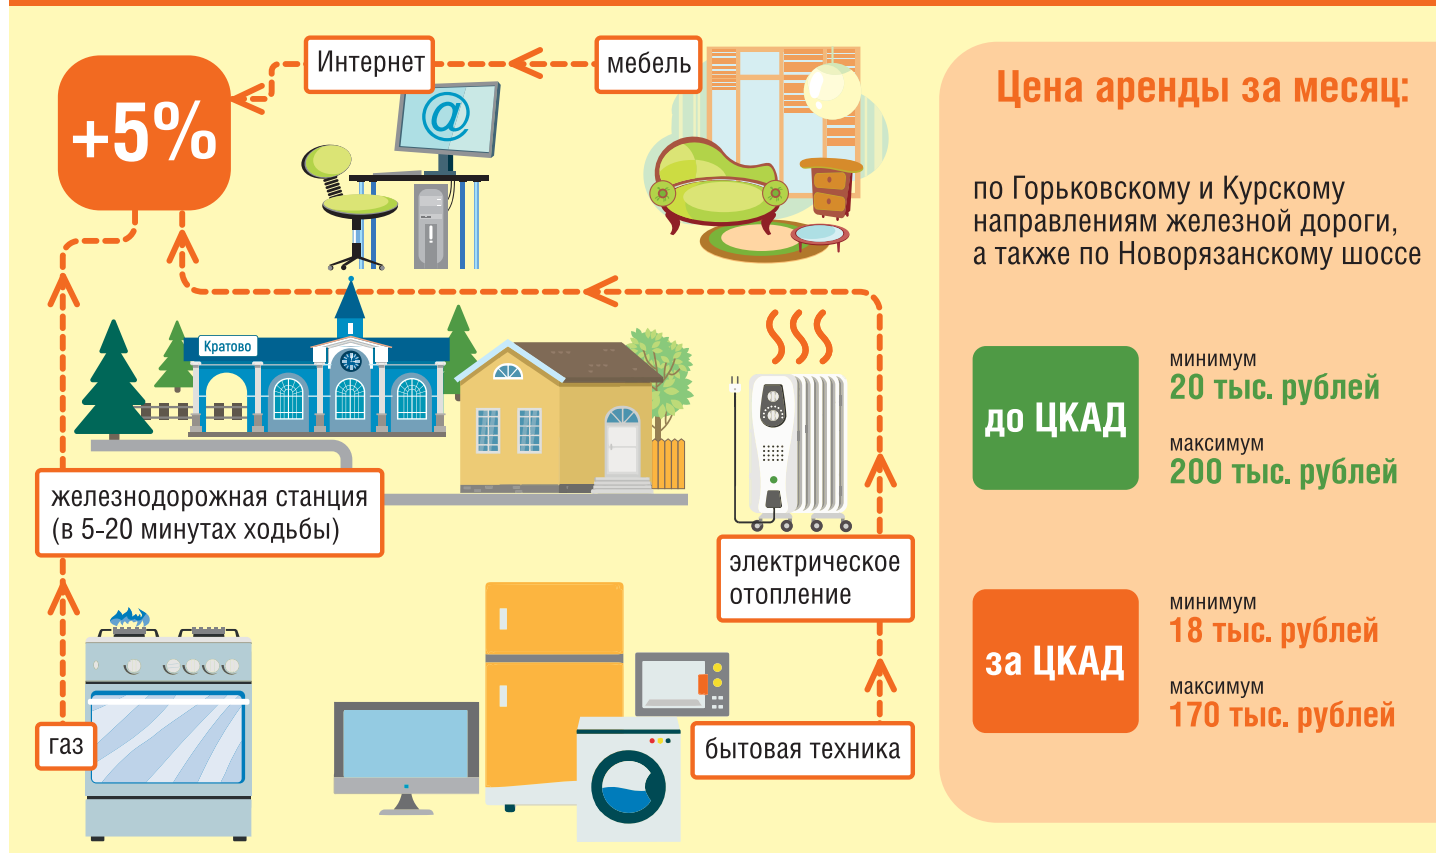 +5%
Интернет
мебель
@
Кратово
железнодорожная станция
(в 5-20 минутах ходьбы)
электрическое
отопление
газ
бытовая техника
Цена аренды за месяц:
по Горьковскому и Курскому
направлениям железной дороги,
а также по Новорязанскому шоссе
до ЦКАД
минимум
20 тыс. рублей
максимум
200 тыс. рублей
за ЦКАД
минимум
18 тыс. рублей
максимум
170 тыс. рублей